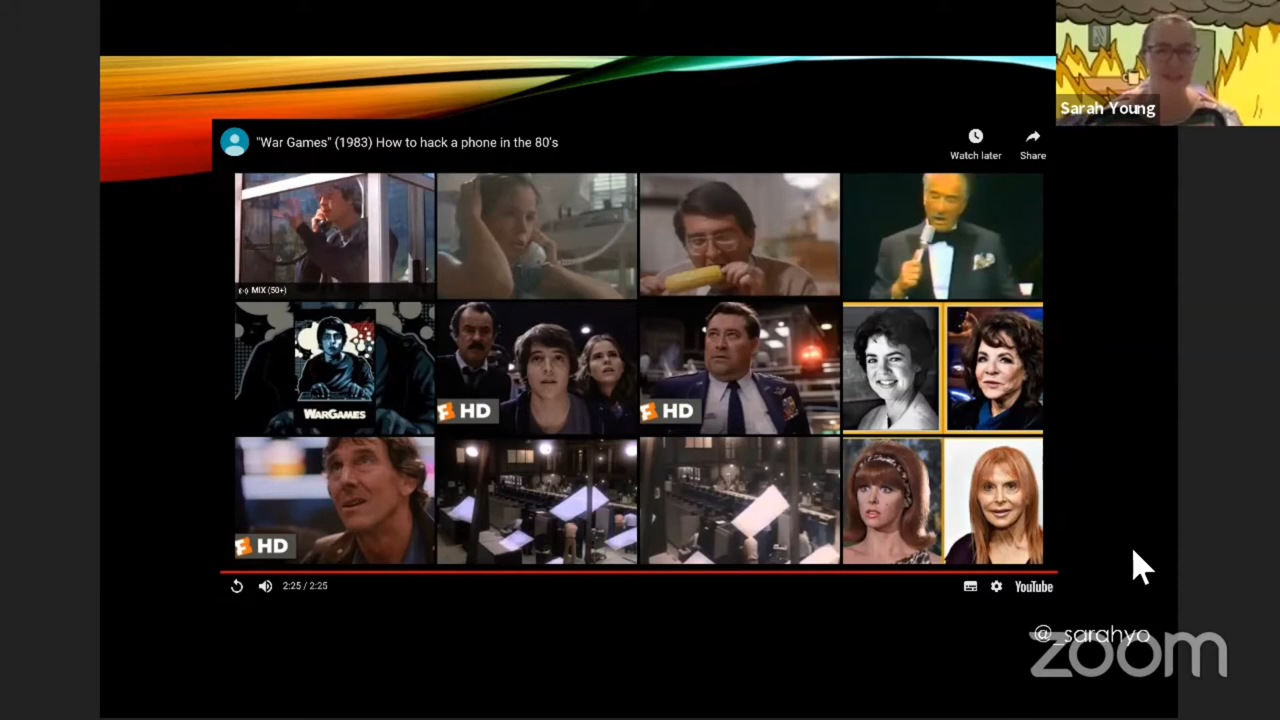 Sarah Young
"War Games" (1983) How to hack a phone in the 80's
Watch later
Share
MIX (50+)
WARGAMES
HD
HD
HD
2:25 / 2:25
YouTube
@_sarahyo
zoom